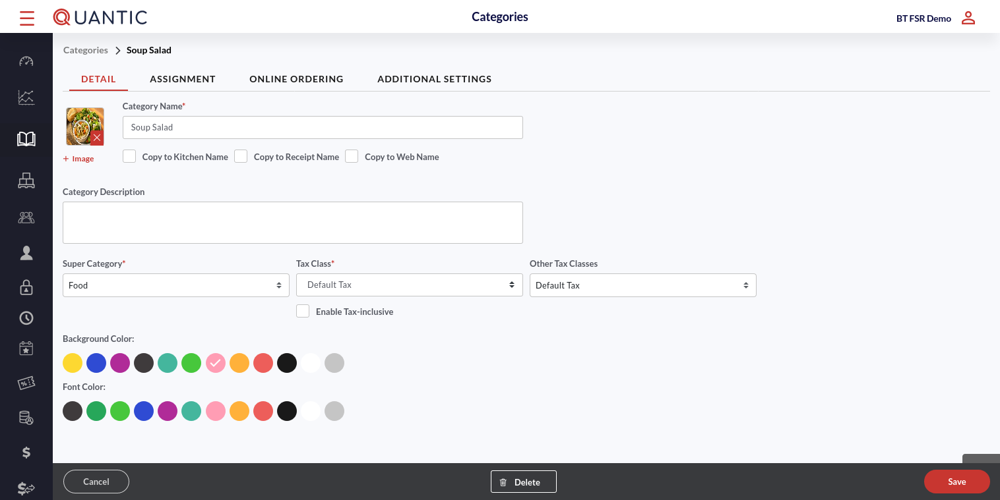 QUANTIC
Categories
BT FSR Demo
Categories > Soup Salad
DETAIL ASSIGNMENT ONLINE ORDERING ADDITIONAL SETTINGS
Category Name*
Soup Salad
+ Image
Copy to Kitchen Name Copy to Receipt Name Copy to Web Name
Category Description
Super Category* Tax Class* Other Tax Classes
Food Default Tax Default Tax
Enable Tax-inclusive
Background Color:
Font Color:
Cancel Delete Save